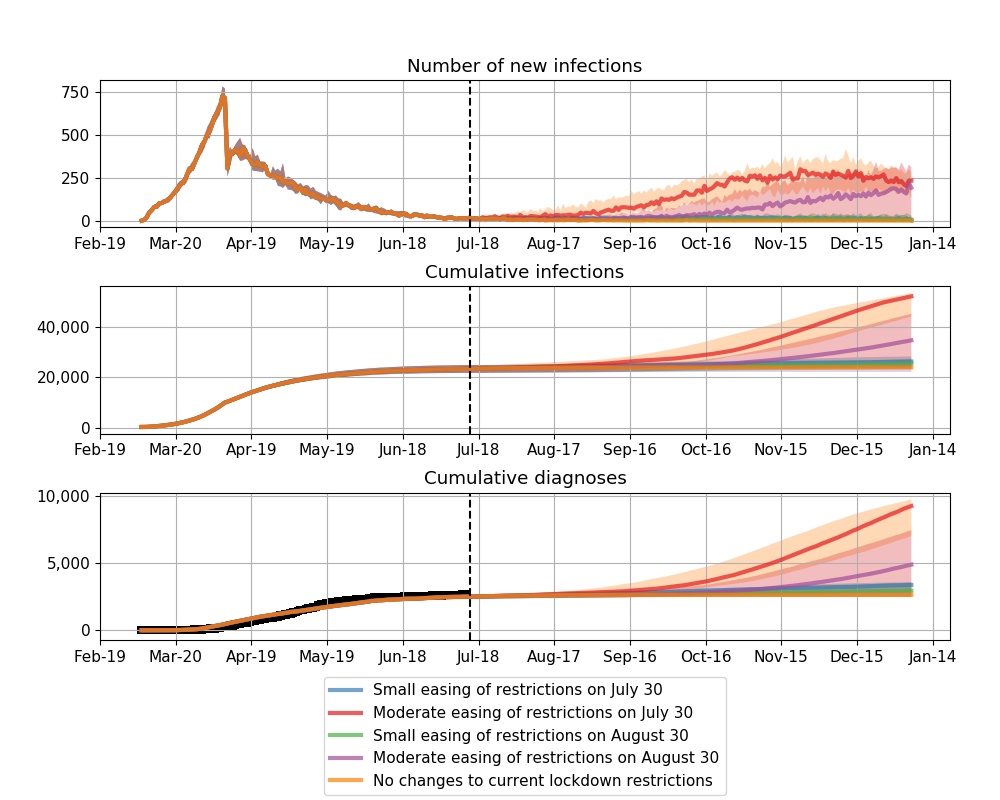 Number of new infections
750
500
250
0
Feb-19 Mar-20 Apr-19 May-19 Jun-18 Jul-18 Aug-17 Sep-16 Oct-16 Nov-15 Dec-15 Jan-14
Cumulative infections
40,000
20,000
0
Feb-19 Mar-20 Apr-19 May-19 Jun-18 Jul-18 Aug-17 Sep-16 Oct-16 Nov-15 Dec-15 Jan-14
Cumulative diagnoses
10,000
5,000
0
Feb-19 Mar-20 Apr-19 May-19 Jun-18 Jul-18 Aug-17 Sep-16 Oct-16 Nov-15 Dec-15 Jan-14
Small easing of restrictions on July 30
Moderate easing of restrictions on July 30
Small easing of restrictions on August 30
Moderate easing of restrictions on August 30
No changes to current lockdown restrictions